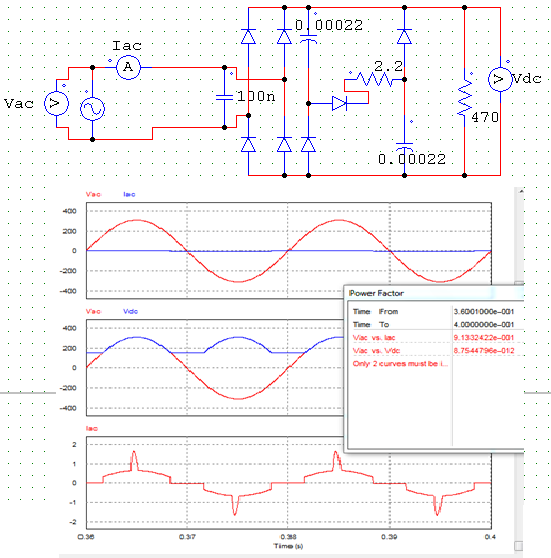 0.00022
Iac
A
2.2
Vac
V
100n
V
Vdc
470
0.00022
Vac Iac
400
200
0
-200
-400
Power Factor
Time From 3.6001000e-001
Time To 4.0000000e-001
Vac vs. Iac 9.1332422e-001
Vac vs. Vdc 6.7544796e-012
Only 2 curves must be i...
Vac Vdc
400
200
0
-200
-400
Iac
2
1
0
-1
-2
0.36 0.37 0.38 0.39 0.4
Time (s)